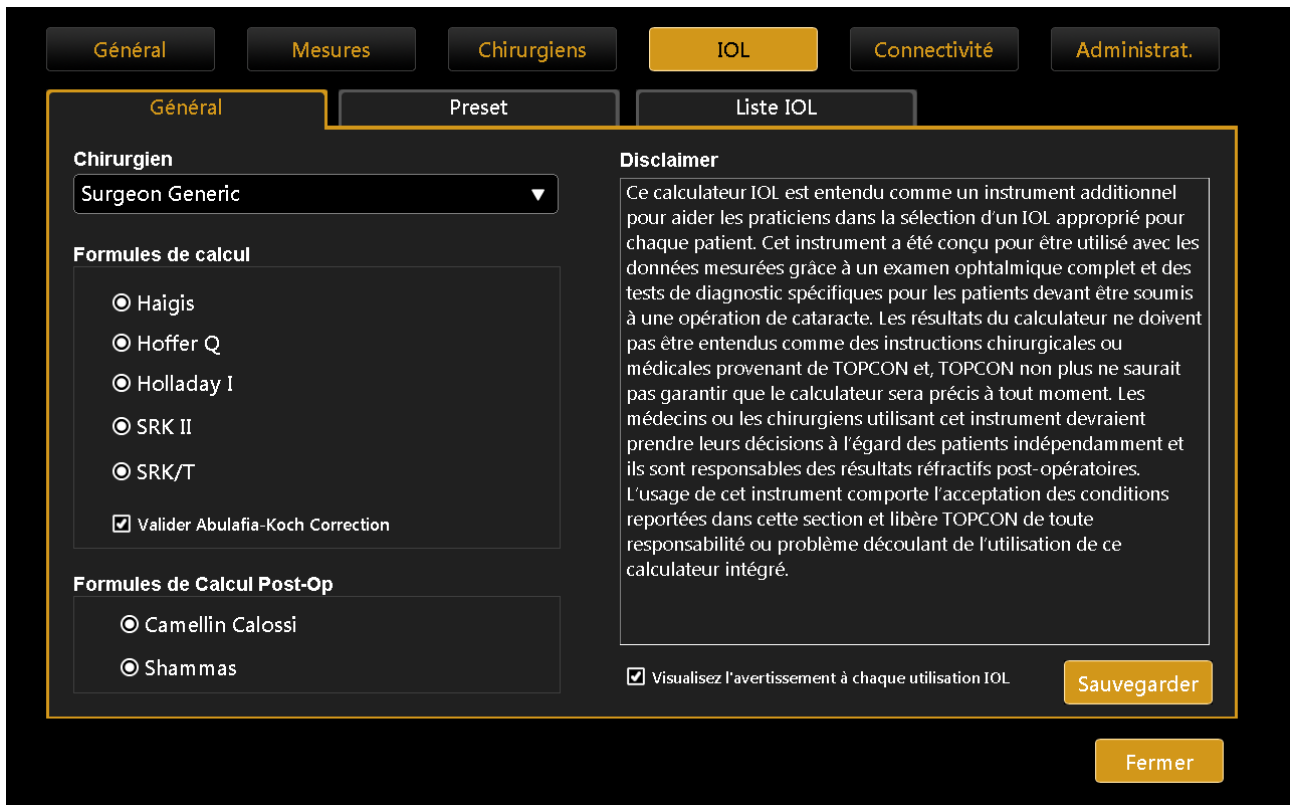 Général
Mesures
Chirurgiens
IOL
Connectivité
Administrat.
Général
Preset
Liste IOL
Chirurgien
Surgeon Generic
Formules de calcul
Haigis
Hoffer Q
Holladay I
SRK II
SRK/T
Valider Abulafia-Koch Correction
Formules de Calcul Post-Op
Camellin Calossi
Shammas
Disclaimer
Ce calculateur IOL est entendu comme un instrument additionnel
pour aider les praticiens dans la sélection d'un IOL approprié pour
chaque patient. Cet instrument a été conçu pour être utilisé avec les
données mesurées grâce à un examen ophtalmique complet et des
tests de diagnostic spécifiques pour les patients devant être soumis
à une opération de cataracte. Les résultats du calculateur ne doivent
pas être entendus comme des instructions chirurgicales ou
médicales provenant de TOPCON et, TOPCON non plus ne saurait
pas garantir que le calculateur sera précis à tout moment. Les
médecins ou les chirurgiens utilisant cet instrument devraient
prendre leurs décisions à l'égard des patients indépendamment et
ils sont responsables des résultats réfractifs post-opératoires.
L'usage de cet instrument comporte l'acceptation des conditions
reportées dans cette section et libère TOPCON de toute
responsabilité ou problème découlant de l'utilisation de ce
calculateur intégré.
Visualisez l'avertissement à chaque utilisation IOL
Sauvegarder
Fermer